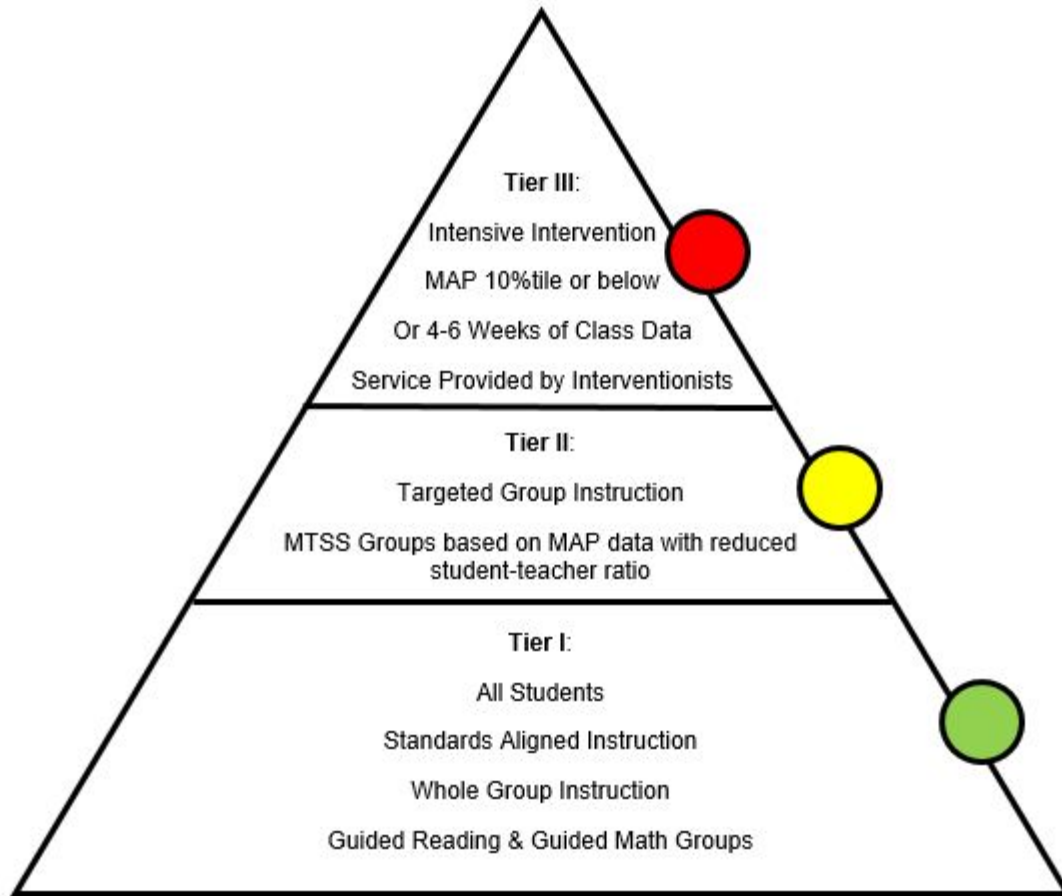 Tier III:
Intensive Intervention
MAP 10%tile or below
Or 4-6 Weeks of Class Data
Service Provided by Interventionists
Tier II:
Targeted Group Instruction
MTSS Groups based on MAP data with reduced
student-teacher ratio
Tier I:
All Students
Standards Aligned Instruction
Whole Group Instruction
Guided Reading & Guided Math Groups